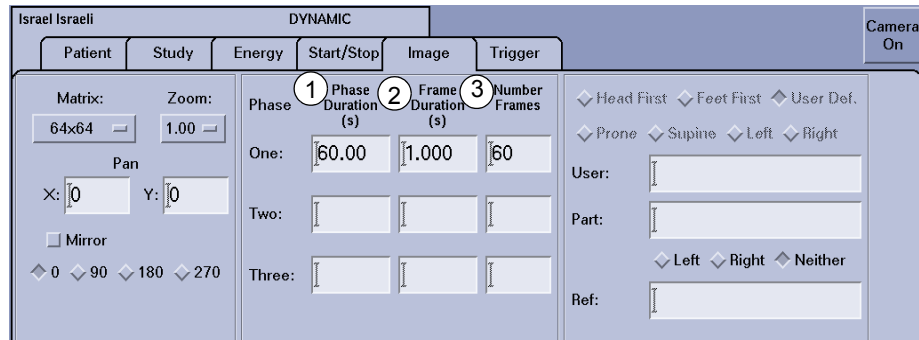 Israel Israeli DYNAMIC
Camera On
Patient Study Energy Start/Stop Image Trigger
Matrix: Zoom:
64x64 1.00
Pan
X: 0 Y: 0
Mirror
0 90 180 270
1 2 3
Phase Phase Duration (s) Frame Duration (s) Number Frames
One: 60.00 1.000 60
Two:
Three:
Head First Feet First User Def.
Prone Supine Left Right
User:
Part:
Left Right Neither
Ref: